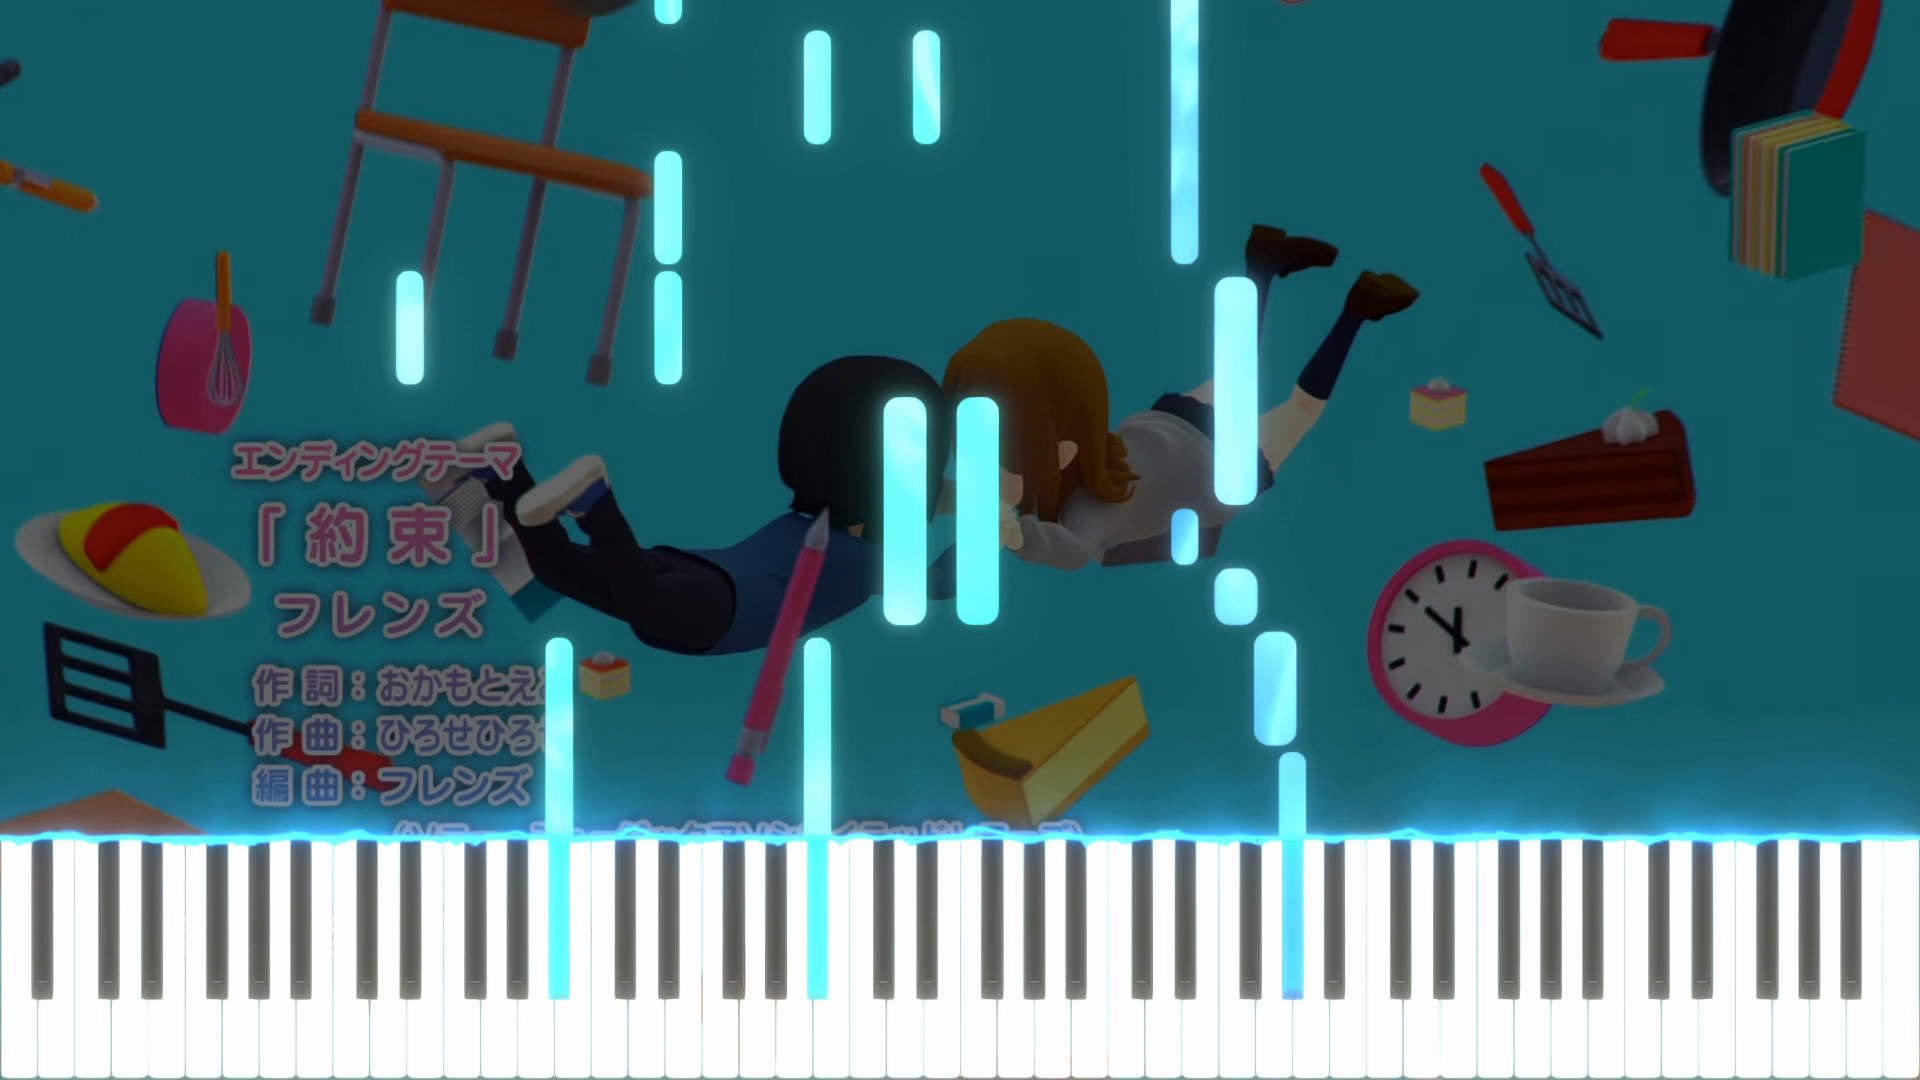 エンディングテーマ
「約束」
フレンズ
作 詞：おかもとえ
作 曲：ひろせひろ
編 曲：フレンズ